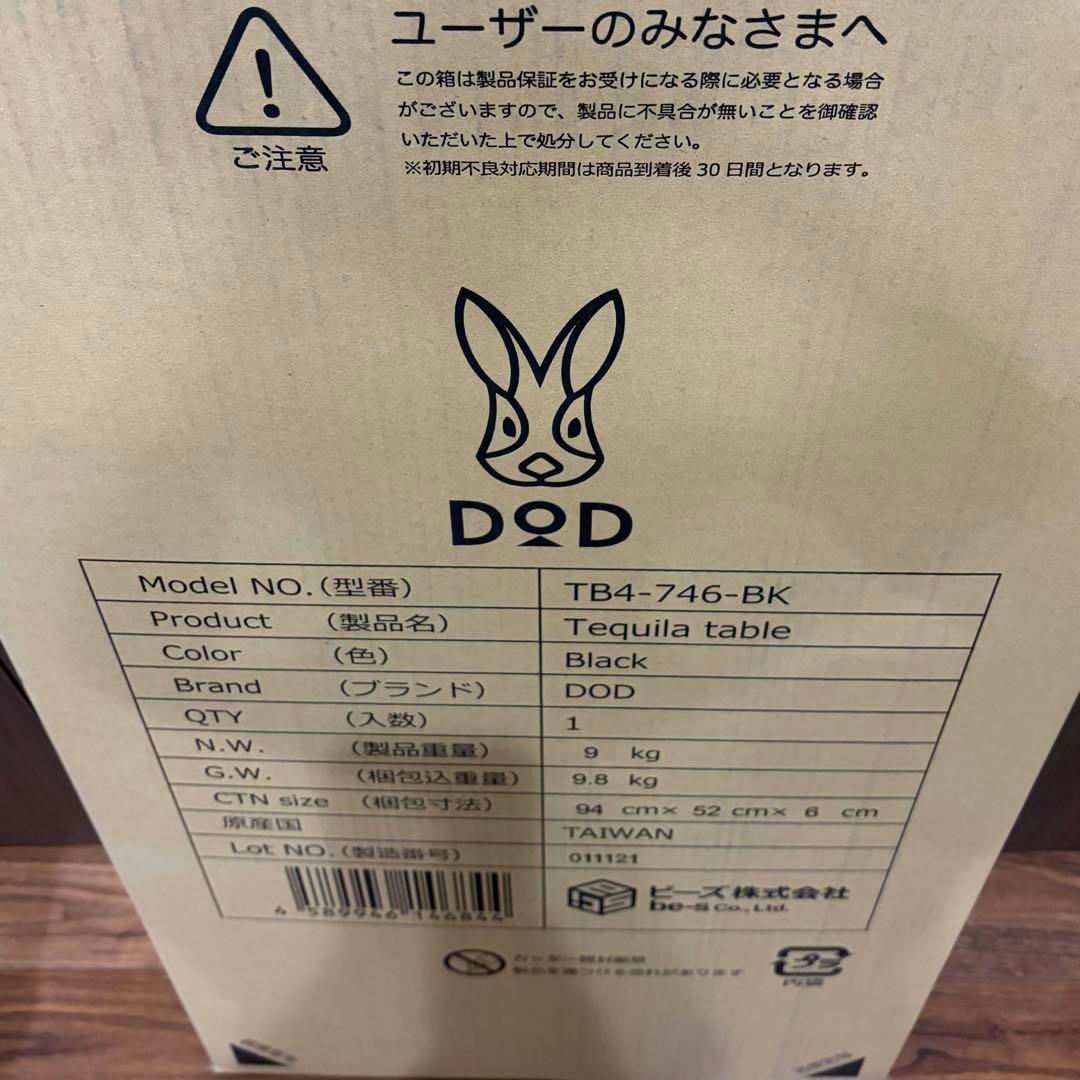 ユーザーのみなさまへ
この箱は製品保証をお受けになる際に必要となる場合
がございますので、製品に不具合が無いことを御確認
いただいた上で処分してください。
※初期不良対応期間は商品到着後 30 日間となります。
ご注意
DOD
Model NO.(型番) TB4-746-BK
Product (製品名) Tequila table
Color (色) Black
Brand (ブランド) DOD
QTY (入数) 1
N.W. (製品重量) 9 kg
G.W. (梱包込重量) 9.8 kg
CTN size (梱包寸法) 94 cm× 52 cm× 6 cm
原産国 TAIWAN
Lot NO.(製造番号) 011121
4 589946 146844
ビーズ株式会社
be-s Co., Ltd.